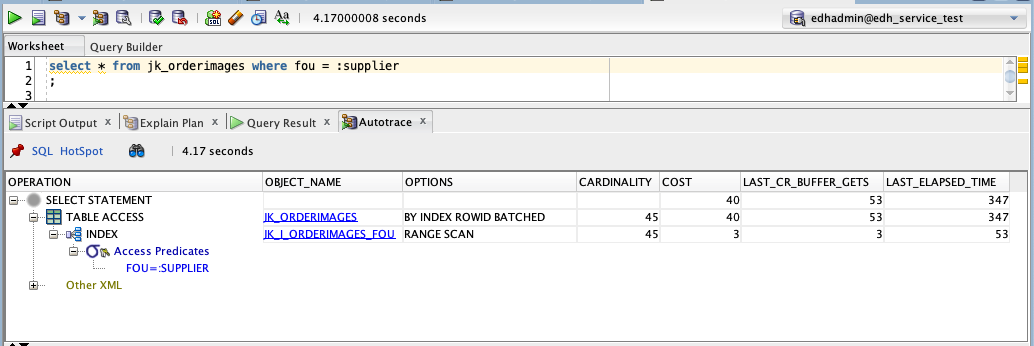 4.17000008 seconds
edhadmin@edh_service_test
Worksheet Query Builder
1 select * from jk_orderimages where fou = :supplier
2 ;
3
Script Output x Explain Plan x Query Result x Autotrace x
SQL HotSpot 4.17 seconds
OPERATION OBJECT_NAME OPTIONS CARDINALITY COST LAST_CR_BUFFER_GETS LAST_ELAPSED_TIME
SELECT STATEMENT 40 53 347
TABLE ACCESS JK_ORDERIMAGES BY INDEX ROWID BATCHED 45 40 53 347
INDEX JK_I_ORDERIMAGES_FOU RANGE SCAN 45 3 3 53
Access Predicates
FOU=:SUPPLIER
Other XML